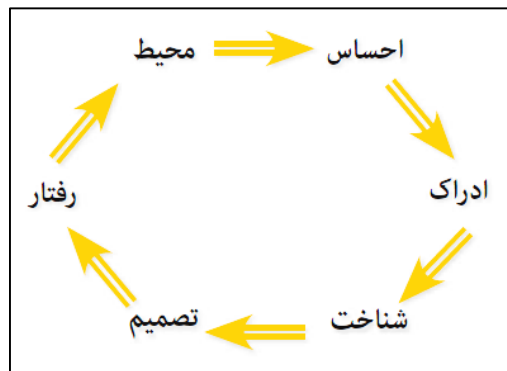 محیط
احساس
ادراک
شناخت
تصمیم
رفتار